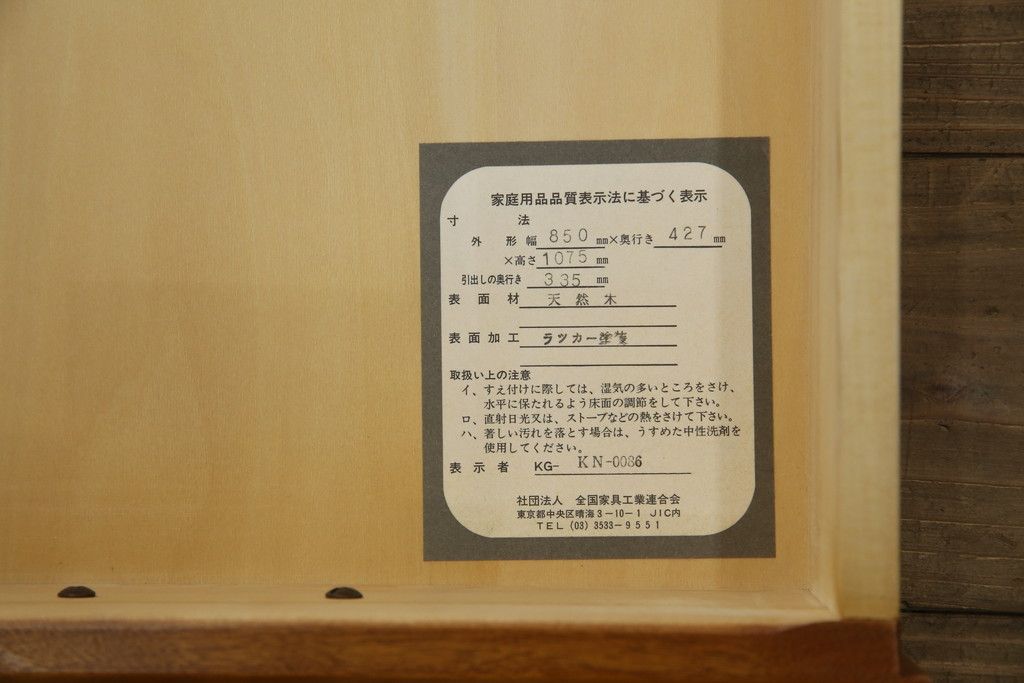 家庭用品品質表示法に基づく表示
寸法
外形幅 850 mm×奥行き 427 mm
×高さ 1075 mm
引出しの奥行き 335 mm
表面材 天然木
表面加工 ラツカー塗装
取扱い上の注意
イ、すえ付けに際しては、湿気の多いところをさけ、
水平に保たれるよう床面の調節をして下さい。
ロ、直射日光又は、ストーブなどの熱をさけて下さい。
ハ、著しい汚れを落とす場合は、うすめた中性洗剤を
使用してください。
表示者 KG- KN-0086
社団法人 全国家具工業連合会
東京都中央区晴海3-10-1 JIC内
TEL (03) 3533-9551